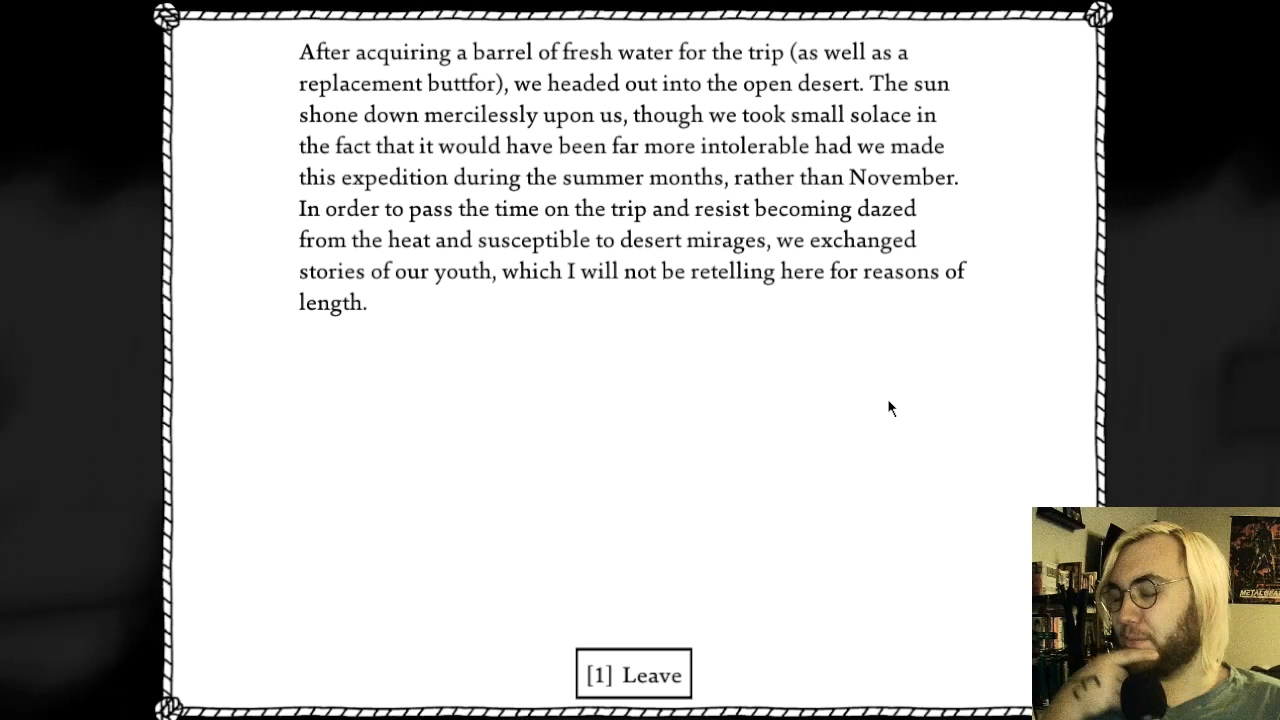 After acquiring a barrel of fresh water for the trip (as well as a
replacement buttfor), we headed out into the open desert. The sun
shone down mercilessly upon us, though we took small solace in
the fact that it would have been far more intolerable had we made
this expedition during the summer months, rather than November.
In order to pass the time on the trip and resist becoming dazed
from the heat and susceptible to desert mirages, we exchanged
stories of our youth, which I will not be retelling here for reasons of
length.
[1] Leave